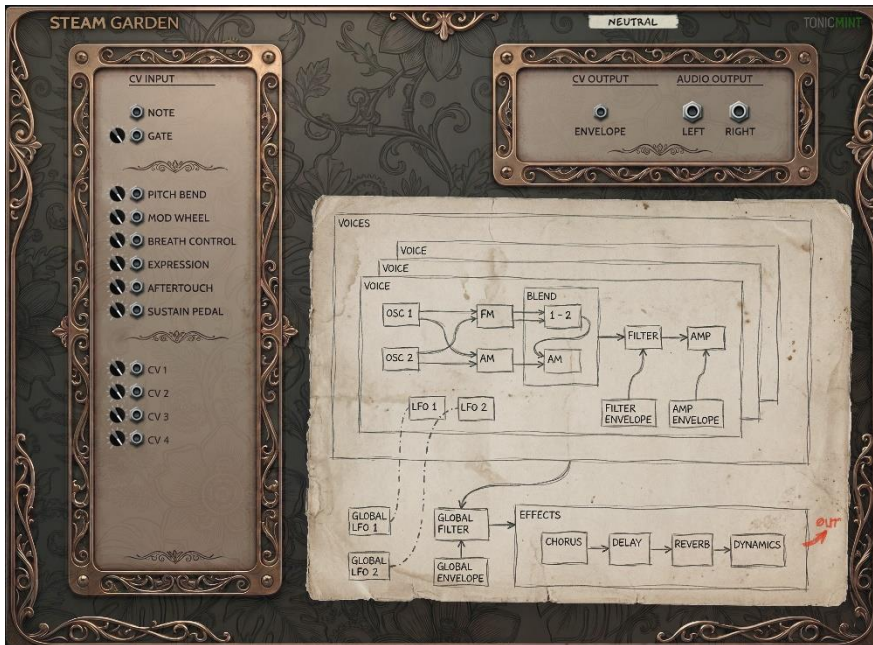 STEAM GARDEN
NEUTRAL
TONICMINT
CV INPUT
NOTE
GATE
PITCH BEND
MOD WHEEL
BREATH CONTROL
EXPRESSION
AFTERTOUCH
SUSTAIN PEDAL
CV 1
CV 2
CV 3
CV 4
CV OUTPUT
AUDIO OUTPUT
ENVELOPE
LEFT
RIGHT
VOICES
VOICE
VOICE
VOICE
BLEND
OSC 1
FM
1 - 2
OSC 2
AM
AM
FILTER
AMP
LFO 1
LFO 2
FILTER
ENVELOPE
AMP
ENVELOPE
GLOBAL
LFO 1
GLOBAL
LFO 2
GLOBAL
FILTER
GLOBAL
ENVELOPE
EFFECTS
CHORUS
DELAY
REVERB
DYNAMICS
OUT